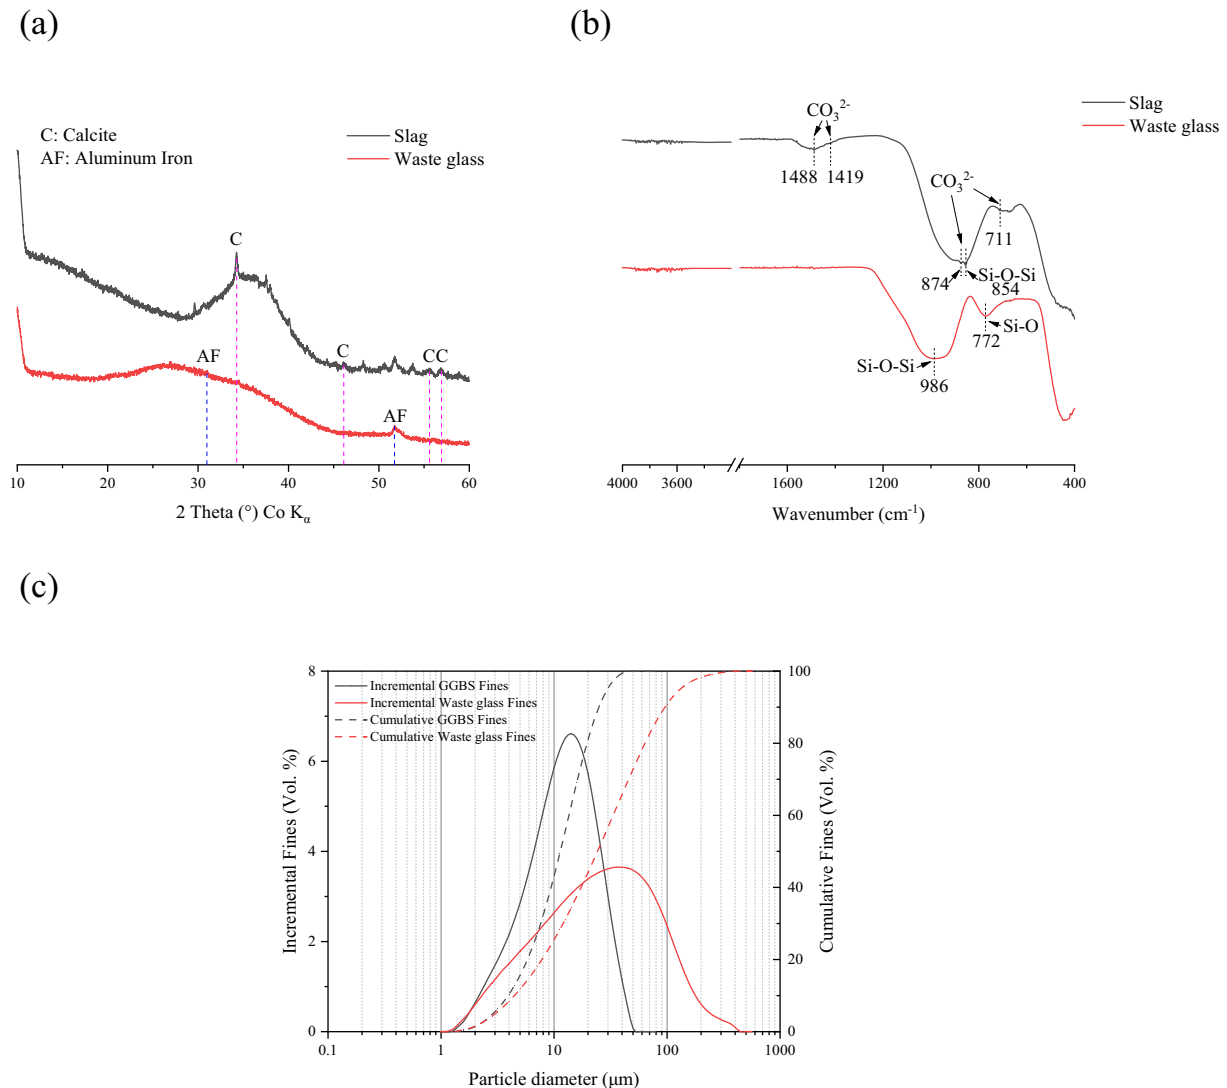 (a)
C: Calcite
AF: Aluminum Iron
Slag
Waste glass
C
AF
C
AF
CC
10 20 30 40 50 60
2 Theta (°) Co Kα
(b)
Slag
Waste glass
CO₃²⁻
1488 1419
CO₃²⁻
711
874
Si-O-Si
854
Si-O
772
Si-O-Si
986
4000 3600 1600 1200 800 400
Wavenumber (cm⁻¹)
(c)
Incremental GGBS Fines
Incremental Waste glass Fines
Cumulative GGBS Fines
Cumulative Waste glass Fines
Incremental Fines (Vol. %)
8
6
4
2
0
Cumulative Fines (Vol. %)
100
80
60
40
20
0
0.1 1 10 100 1000
Particle diameter (μm)